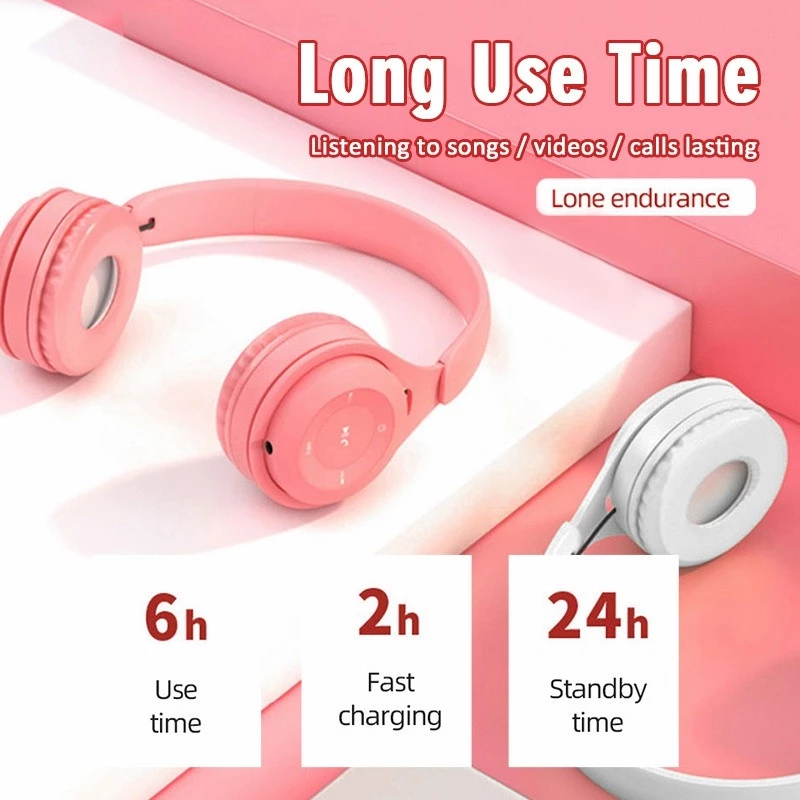 Long Use Time
Listening to songs / videos / calls lasting
Lone endurance
6h
Use
time
2h
Fast
charging
24h
Standby
time